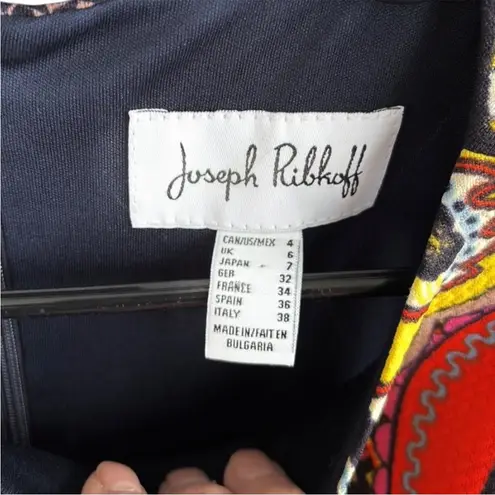 Joseph Ribkoff
CAN/US/MEX 4
UK 6
JAPAN 7
GER 32
FRANCE 34
SPAIN 36
ITALY 38
MADE IN/FAIT EN
BULGARIA